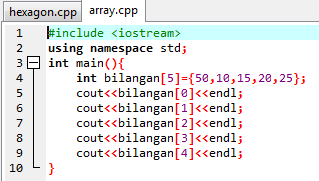 hexagon.cpp array.cpp
1 #include <iostream>
2 using namespace std;
3 int main(){
4 int bilangan[5]={50,10,15,20,25};
5 cout<<bilangan[0]<<endl;
6 cout<<bilangan[1]<<endl;
7 cout<<bilangan[2]<<endl;
8 cout<<bilangan[3]<<endl;
9 cout<<bilangan[4]<<endl;
10 }